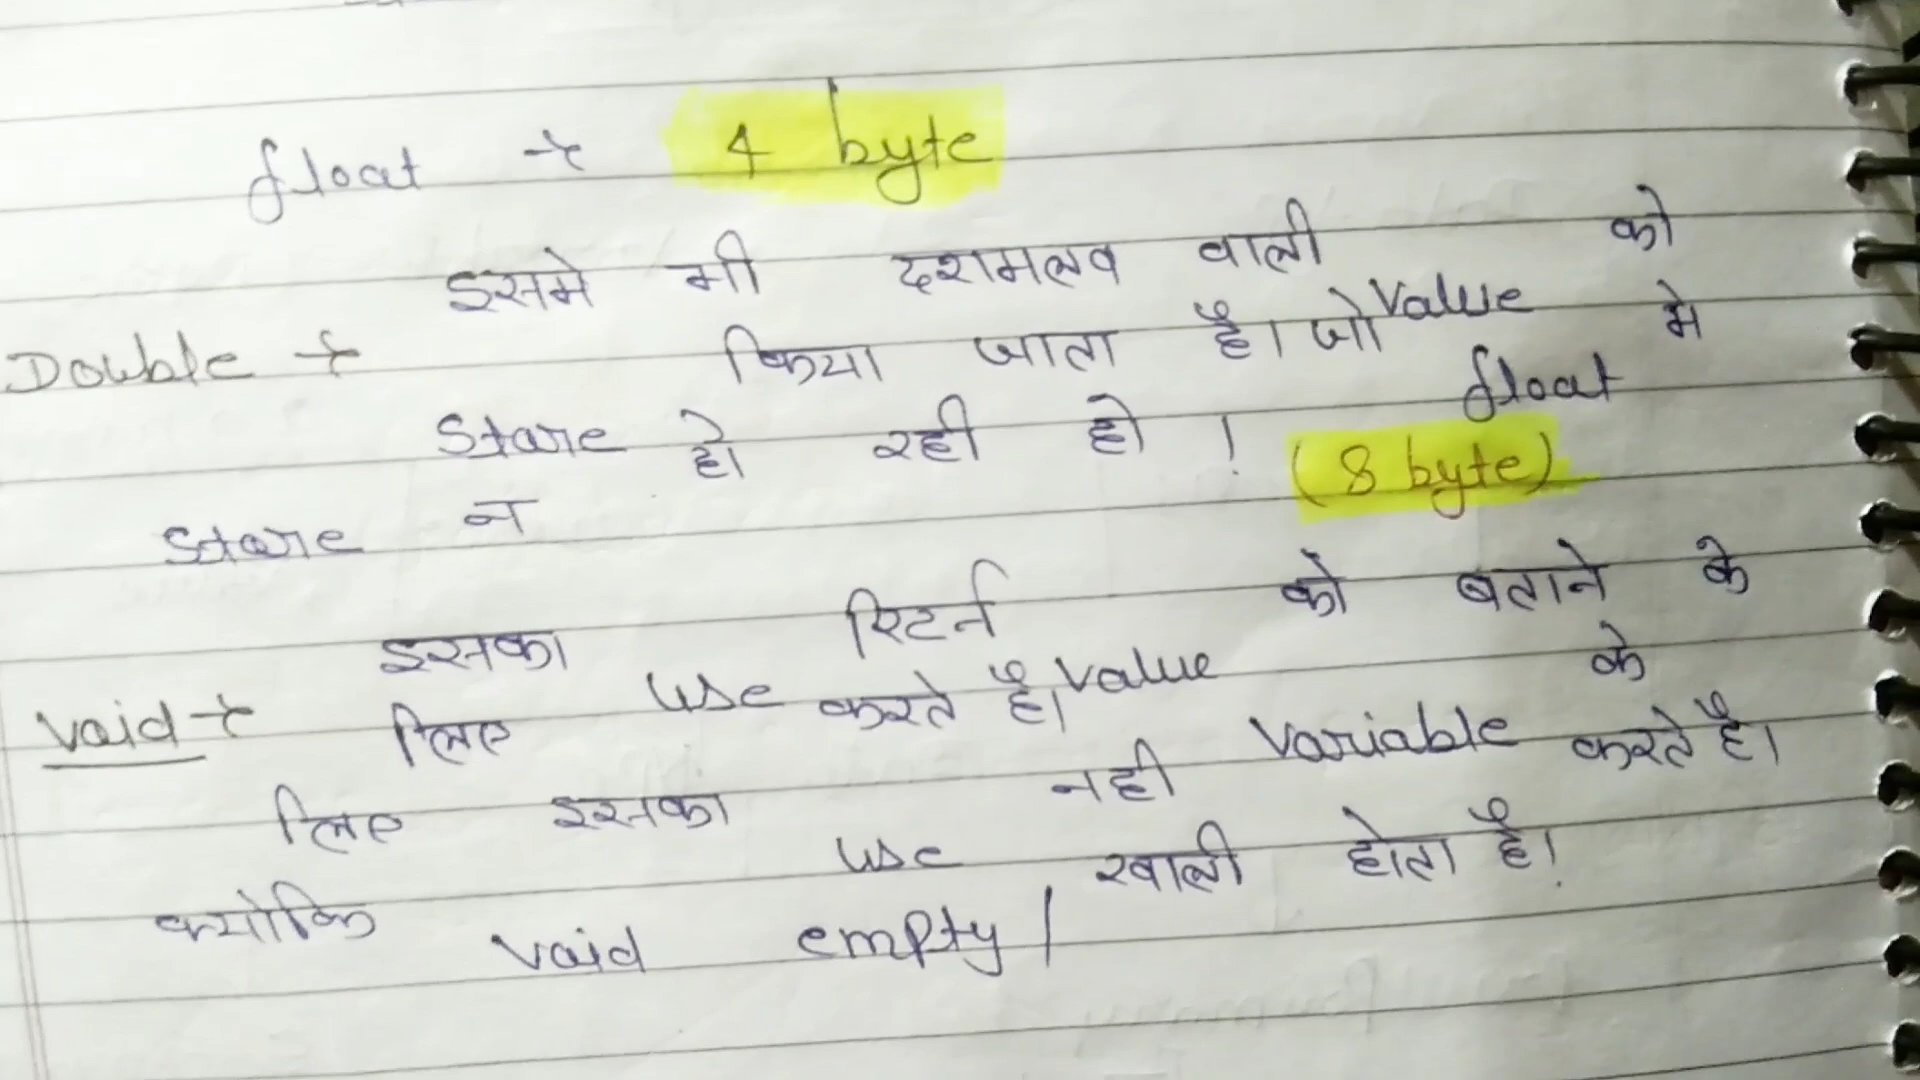 float → 4 byte
Double → इसमे भी दशमलव वाली value को
store किया जाता है। जो float मे
store न हो रही हो ! (8 byte)
void → इसका रिटर्न value को बताने के
लिए use करते है। variable के
लिए इसका use नही करते है।
क्योकि void empty / खाली होता है।